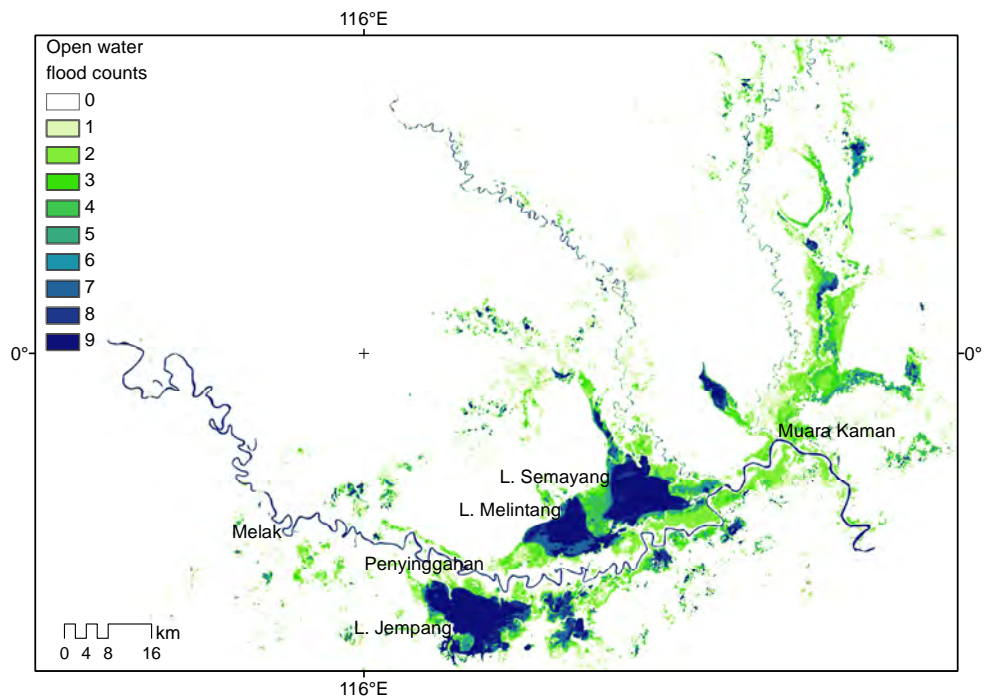 116°E
Open water
flood counts
0
1
2
3
4
5
6
7
8
9
0°
0°
Muara Kaman
L. Semayang
L. Melintang
Melak
Penyinggahan
L. Jempang
km
0 4 8 16
116°E